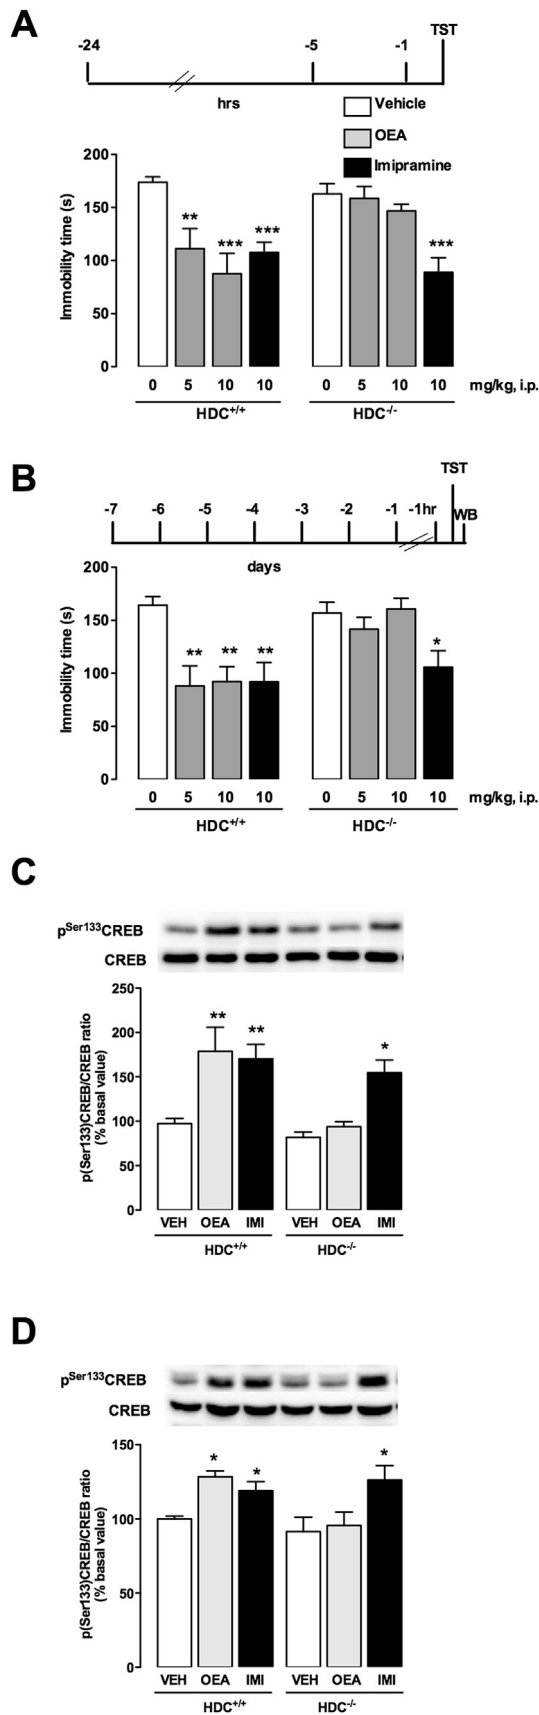 A
TST
-24 -5 -1
hrs
Vehicle
OEA
Imipramine
Immobility time (s)
200
150
100
50
0
** *** *** ***
0 5 10 10 0 5 10 10 mg/kg, i.p.
HDC+/+ HDC-/-
B
TST
-7 -6 -5 -4 -3 -2 -1 -1hr WB
days
Immobility time (s)
200
150
100
50
0
** ** ** *
0 5 10 10 0 5 10 10 mg/kg, i.p.
HDC+/+ HDC-/-
C
pSer133CREB
CREB
p(Ser133)CREB/CREB ratio
(% basal value)
250
200
150
100
50
0
** ** *
VEH OEA IMI VEH OEA IMI
HDC+/+ HDC-/-
D
pSer133CREB
CREB
p(Ser133)CREB/CREB ratio
(% basal value)
150
100
50
0
* * *
VEH OEA IMI VEH OEA IMI
HDC+/+ HDC-/-